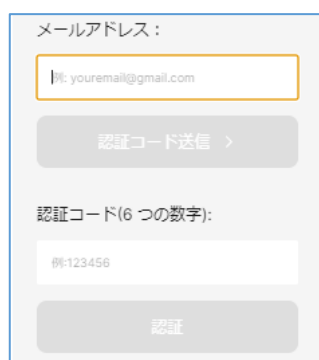 メールアドレス：
例: youremail@gmail.com
認証コード送信 >
認証コード(6 つの数字):
例:123456
認証